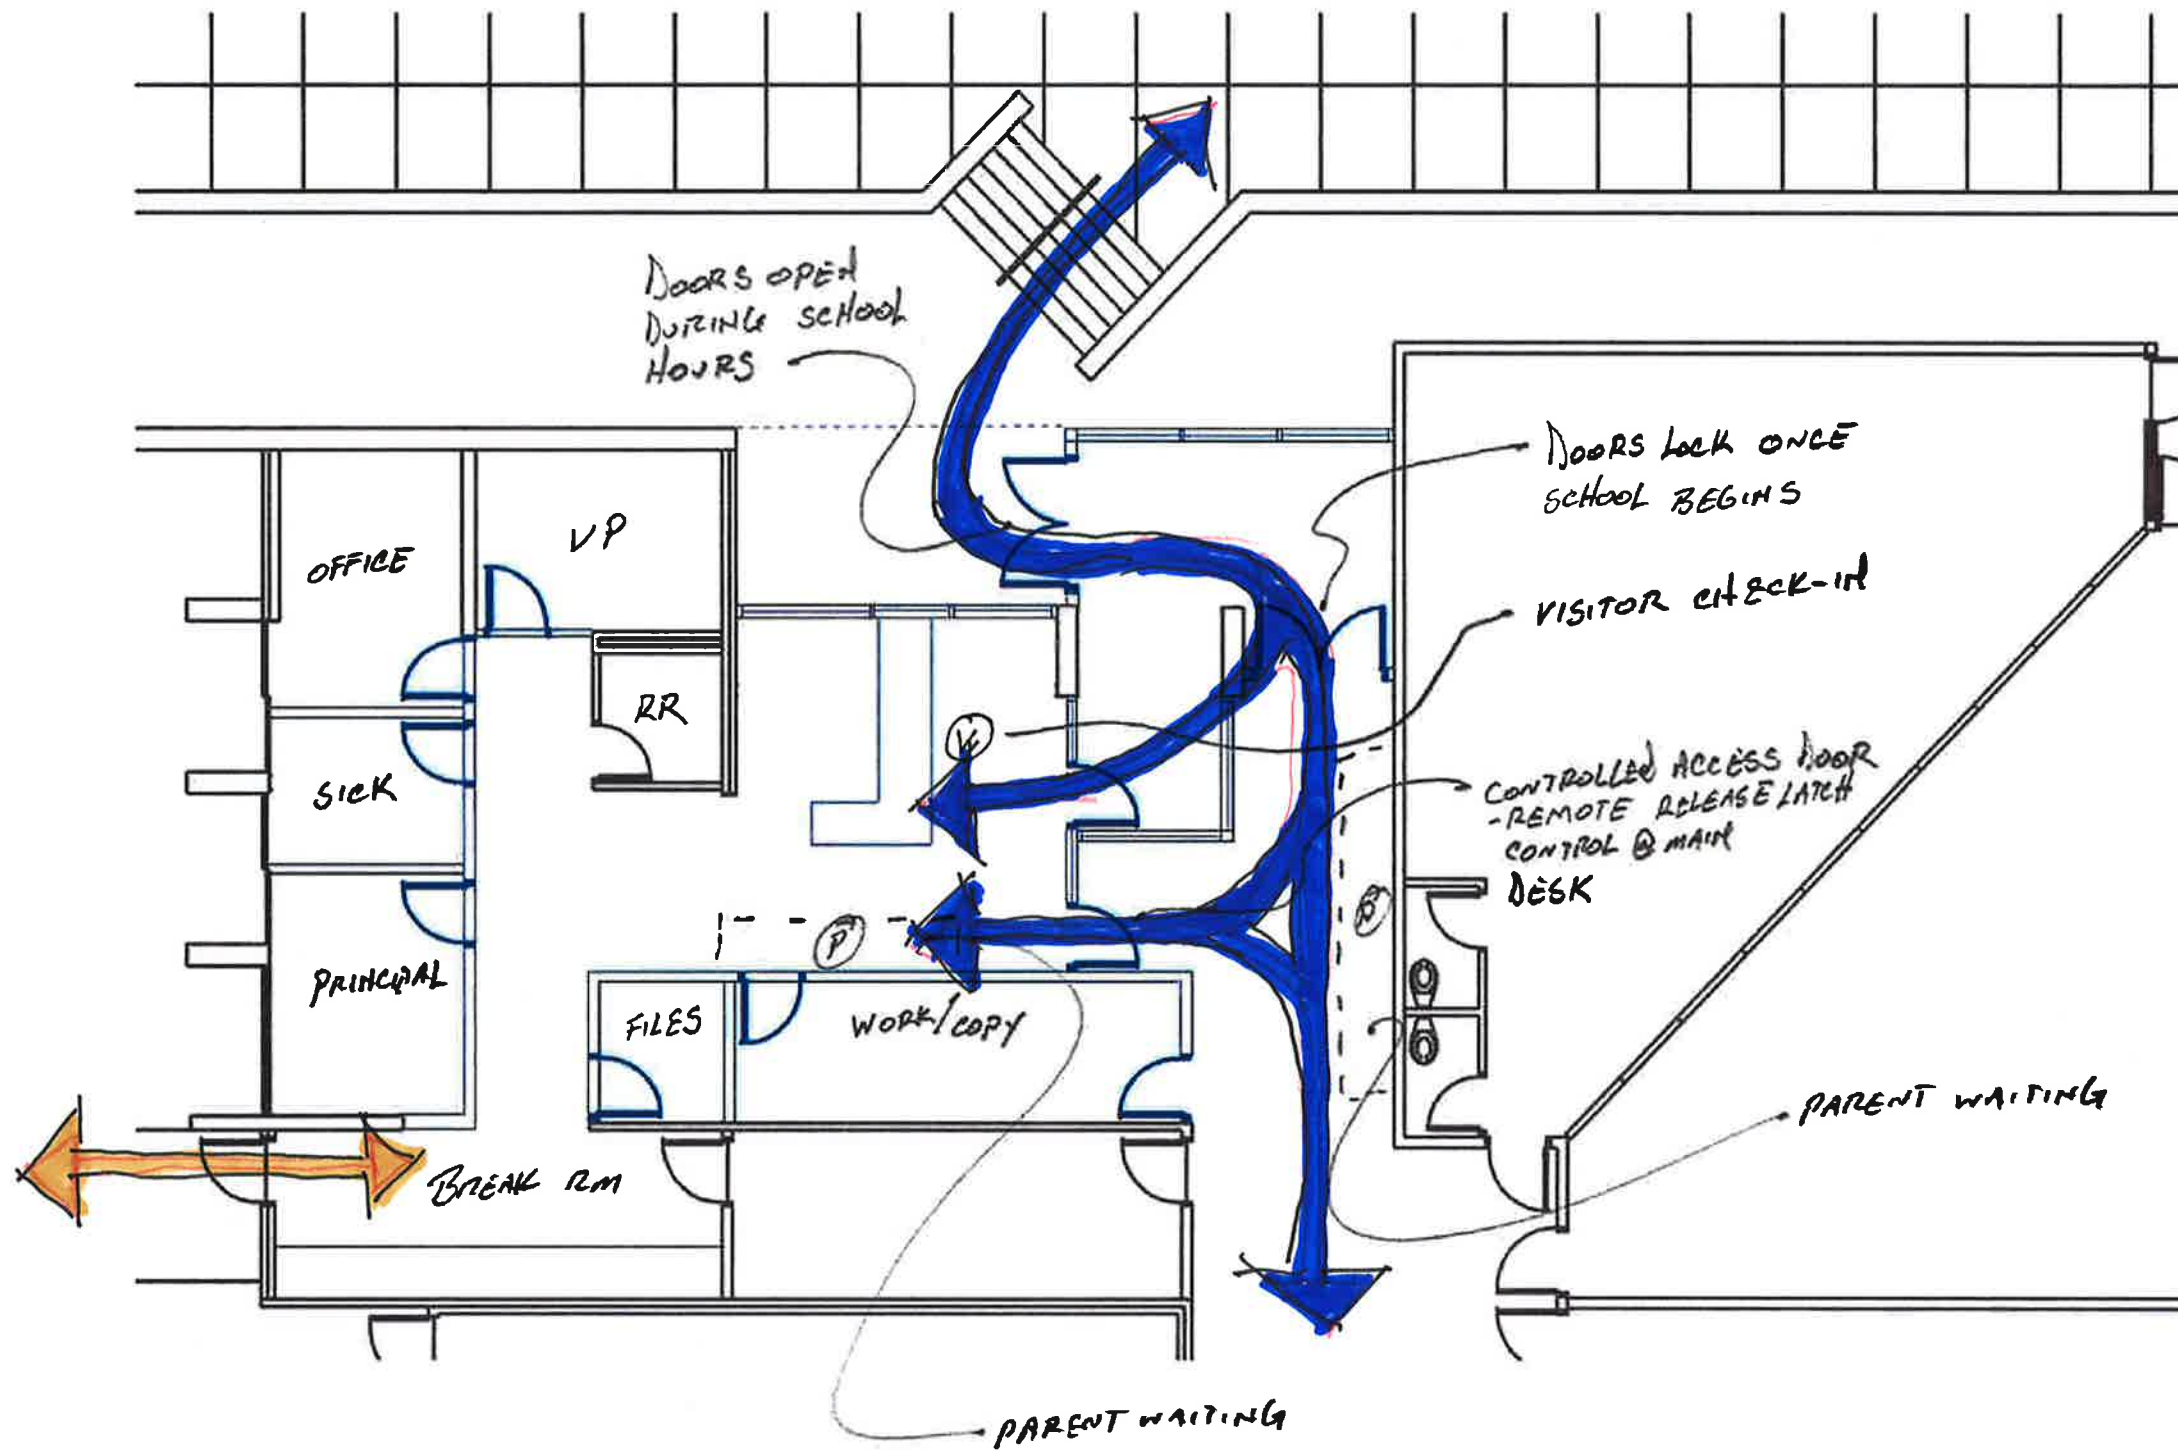 DOORS OPEN
DURING SCHOOL
HOURS
DOORS LOCK ONCE
SCHOOL BEGINS
VP
OFFICE
VISITOR CHECK-IN
RR
V
SICK
CONTROLLED ACCESS DOOR
-REMOTE RELEASE LATCH
CONTROL @ MAIN
DESK
P
P
PRINCIPAL
FILES
WORK/COPY
PARENT WAITING
BREAK RM
PARENT WAITING